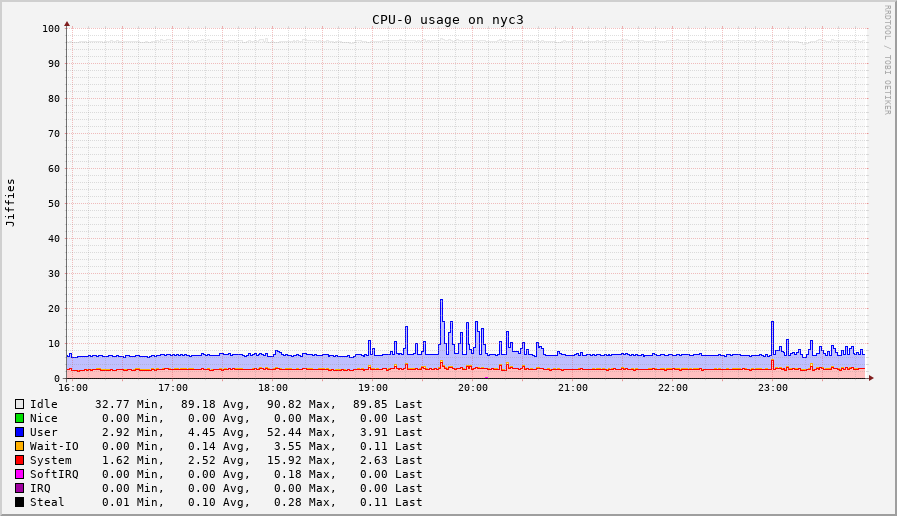 CPU-0 usage on nyc3
RRDTOOL / TOBI OETIKER
Jiffies
100
90
80
70
60
50
40
30
20
10
0
16:00 17:00 18:00 19:00 20:00 21:00 22:00 23:00
Idle 32.77 Min, 89.18 Avg, 90.82 Max, 89.85 Last
Nice 0.00 Min, 0.00 Avg, 0.00 Max, 0.00 Last
User 2.92 Min, 4.45 Avg, 52.44 Max, 3.91 Last
Wait-IO 0.00 Min, 0.14 Avg, 3.55 Max, 0.11 Last
System 1.62 Min, 2.52 Avg, 15.92 Max, 2.63 Last
SoftIRQ 0.00 Min, 0.00 Avg, 0.18 Max, 0.00 Last
IRQ 0.00 Min, 0.00 Avg, 0.00 Max, 0.00 Last
Steal 0.01 Min, 0.10 Avg, 0.28 Max, 0.11 Last